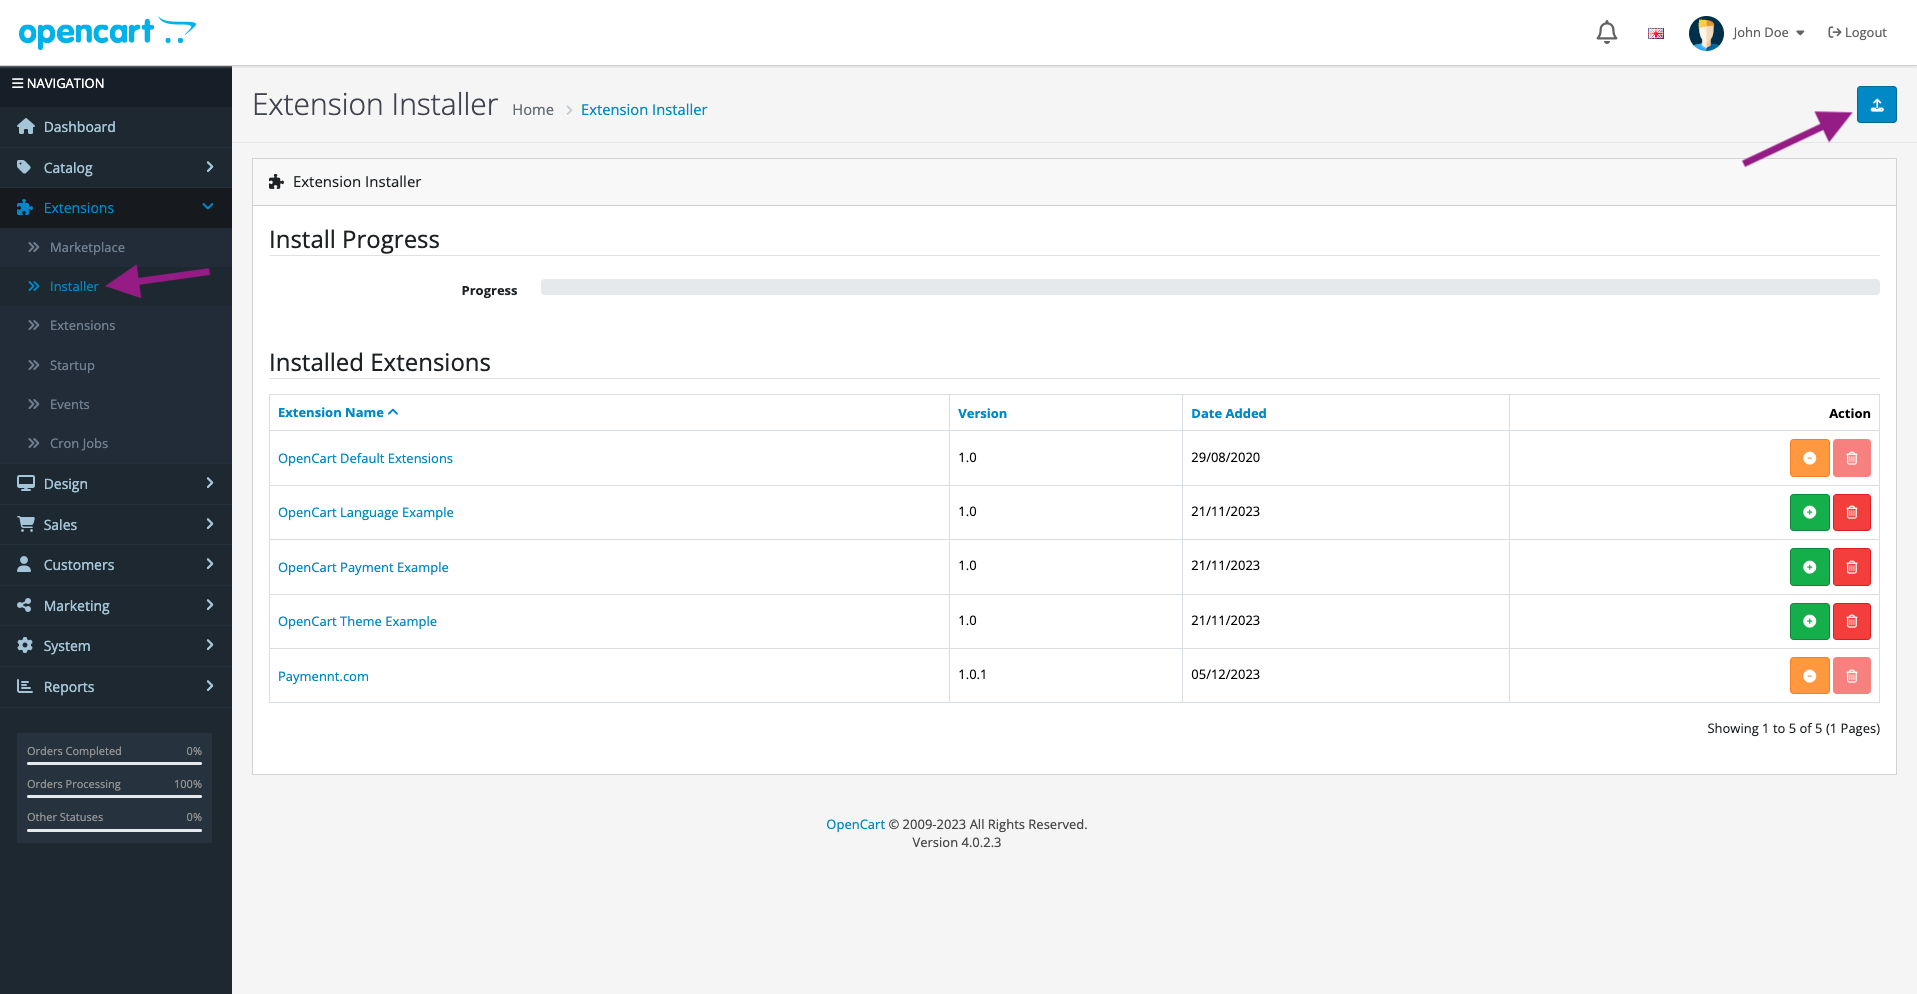 opencart
John Doe
Logout
NAVIGATION
Dashboard
Catalog
Extensions
Marketplace
Installer
Extensions
Startup
Events
Cron Jobs
Design
Sales
Customers
Marketing
System
Reports
Orders Completed 0%
Orders Processing 100%
Other Statuses 0%
Extension Installer
Home > Extension Installer
Extension Installer
Install Progress
Progress
Installed Extensions
Extension Name Version Date Added Action
OpenCart Default Extensions 1.0 29/08/2020
OpenCart Language Example 1.0 21/11/2023
OpenCart Payment Example 1.0 21/11/2023
OpenCart Theme Example 1.0 21/11/2023
Paymennt.com 1.0.1 05/12/2023
Showing 1 to 5 of 5 (1 Pages)
OpenCart © 2009-2023 All Rights Reserved.
Version 4.0.2.3